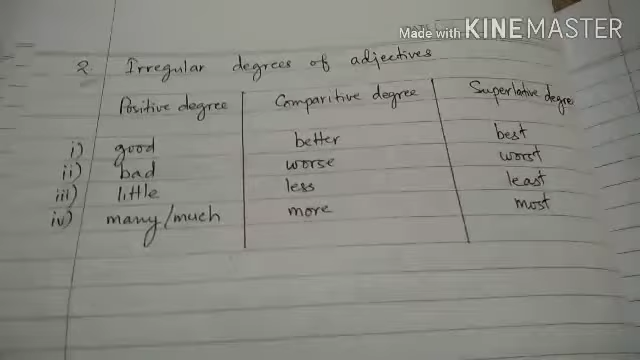 Made with KINEMASTER
2 Irregular degrees of adjectives
Positive degree Comparitive degree Superlative degree
i) good better best
ii) bad worse worst
iii) little less least
iv) many/much more most